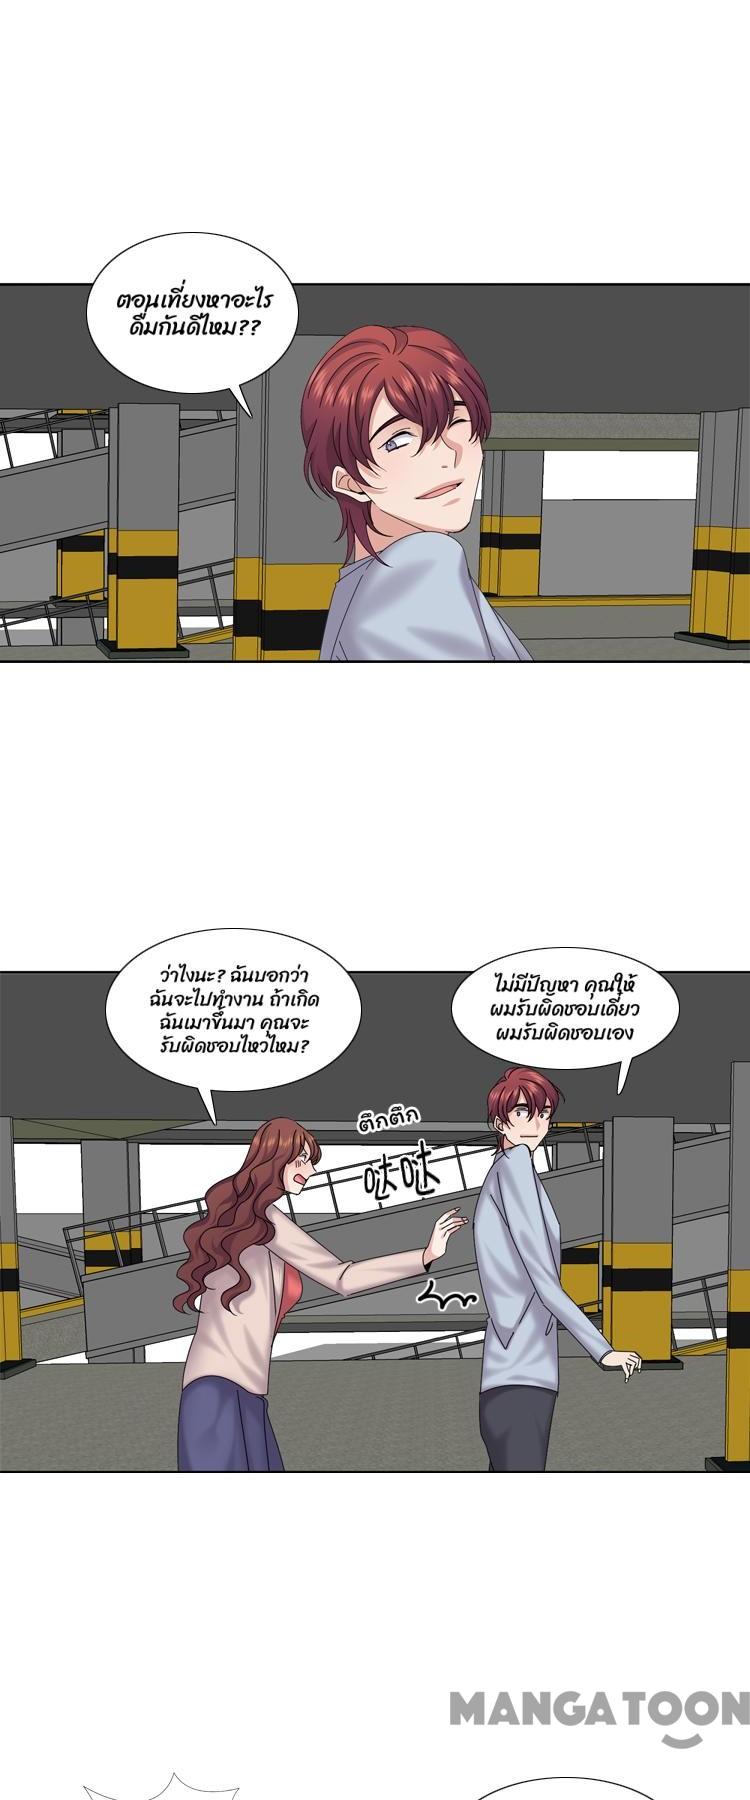 ตอนเที่ยงหาอะไร
ดื่มกันดีไหม??
ว่าไงนะ? ฉันบอกว่า
ฉันจะไปทำงาน ถ้าเกิด
ฉันเมาขึ้นมา คุณจะ
รับผิดชอบไหวไหม?
ไม่มีปัญหา คุณให้
ผมรับผิดชอบเดี๋ยว
ผมรับผิดชอบเอง
ตึกตึก
哒哒
MANGATOON